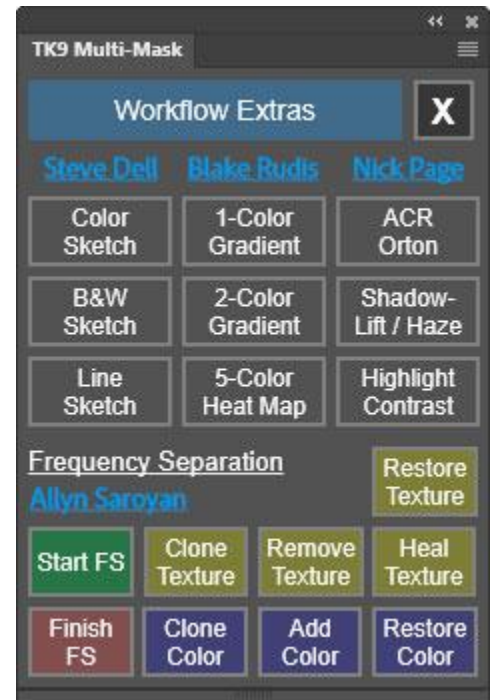 TK9 Multi-Mask
Workflow Extras X
Steve Dell Blake Rudis Nick Page
Color 1-Color ACR
Sketch Gradient Orton
B&W 2-Color Shadow-
Sketch Gradient Lift / Haze
Line 5-Color Highlight
Sketch Heat Map Contrast
Frequency Separation Restore
Allyn Saroyan Texture
Start FS Clone Remove Heal
Texture Texture Texture
Finish Clone Add Restore
FS Color Color Color